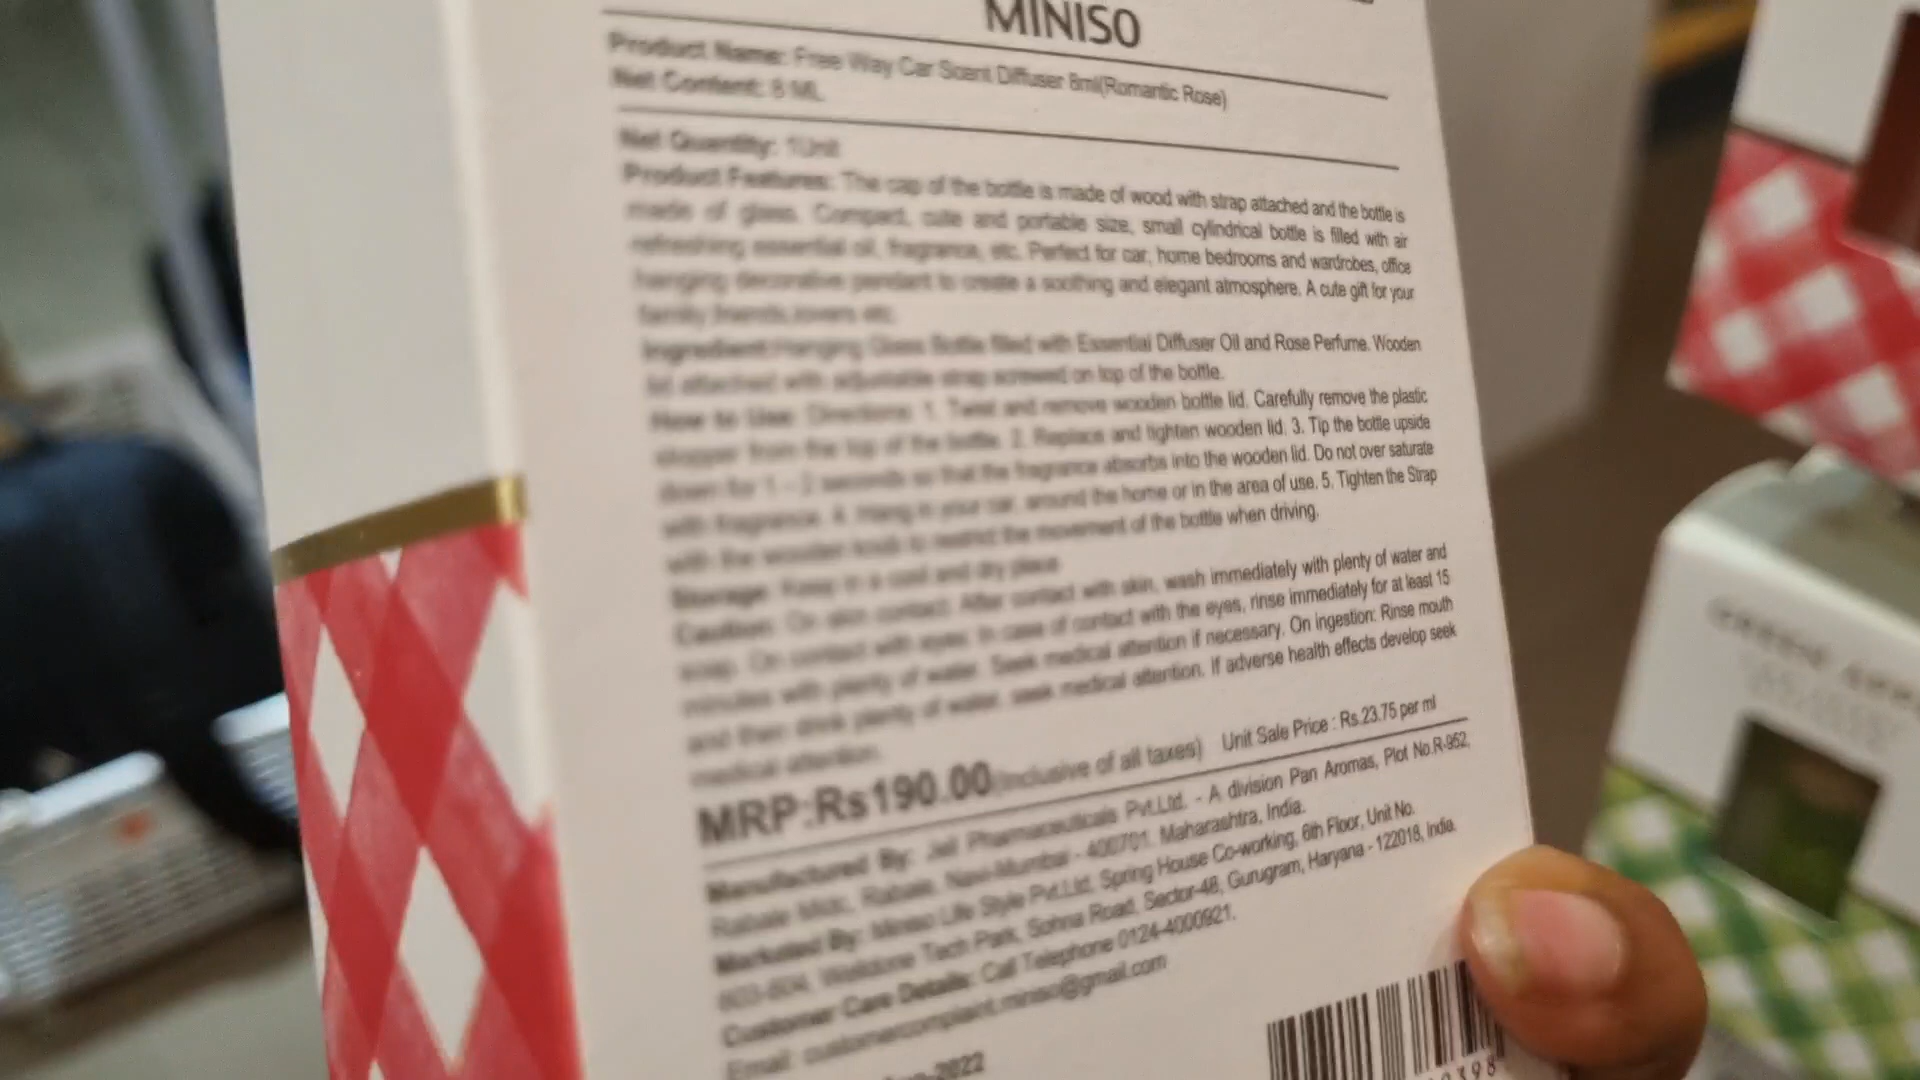 MINISO
Product Name: Free Way Car Scent Diffuser 8ml(Romantic Rose)
Net Content: 8 ML
Net Quantity: 1Unit
Product Features: The cap of the bottle is made of wood with strap attached and the bottle is
made of glass. Compact, cute and portable size, small cylindrical bottle is filled with air
refreshing essential oil, fragrance, etc. Perfect for car, home bedrooms and wardrobes, office
hanging decorative pendant to create a soothing and elegant atmosphere. A cute gift for your
family,friends,lovers etc.
Ingredient:Hanging Glass Bottle filled with Essential Diffuser Oil and Rose Perfume. Wooden
lid attached with adjustable strap screwed on top of the bottle.
How to Use: Directions: 1. Twist and remove wooden bottle lid. Carefully remove the plastic
stopper from the top of the bottle. 2. Replace and tighten wooden lid. 3. Tip the bottle upside
down for 1 - 2 seconds so that the fragrance absorbs into the wooden lid. Do not over saturate
with fragrance. 4. Hang in your car, around the home or in the area of use. 5. Tighten the Strap
with the wooden knob to restrict the movement of the bottle when driving.
Storage: Keep in a cool and dry place
Caution: On skin contact: After contact with skin, wash immediately with plenty of water and
soap. On contact with eyes: In case of contact with the eyes, rinse immediately for at least 15
minutes with plenty of water. Seek medical attention if necessary. On ingestion: Rinse mouth
and then drink plenty of water, seek medical attention. If adverse health effects develop seek
medical attention.
MRP:Rs190.00(Inclusive of all taxes) Unit Sale Price : Rs.23.75 per ml
Manufactured By: Pharmaceuticals Pvt.Ltd. - A division Pan Aromas, Plot No.R-952,
Rabale Midc, Rabale, Navi-Mumbai - 400701. Maharashtra, India.
Marketed By: Miniso Life Style Pvt.Ltd. Spring House Co-working, 6th Floor, Unit No.
603-604, Welldone Tech Park, Sohna Road, Sector-48, Gurugram, Haryana - 122018, India.
Customer Care Details: Call Telephone 0124-4000921.
Email: customercomplaint.miniso@gmail.com
2022
398